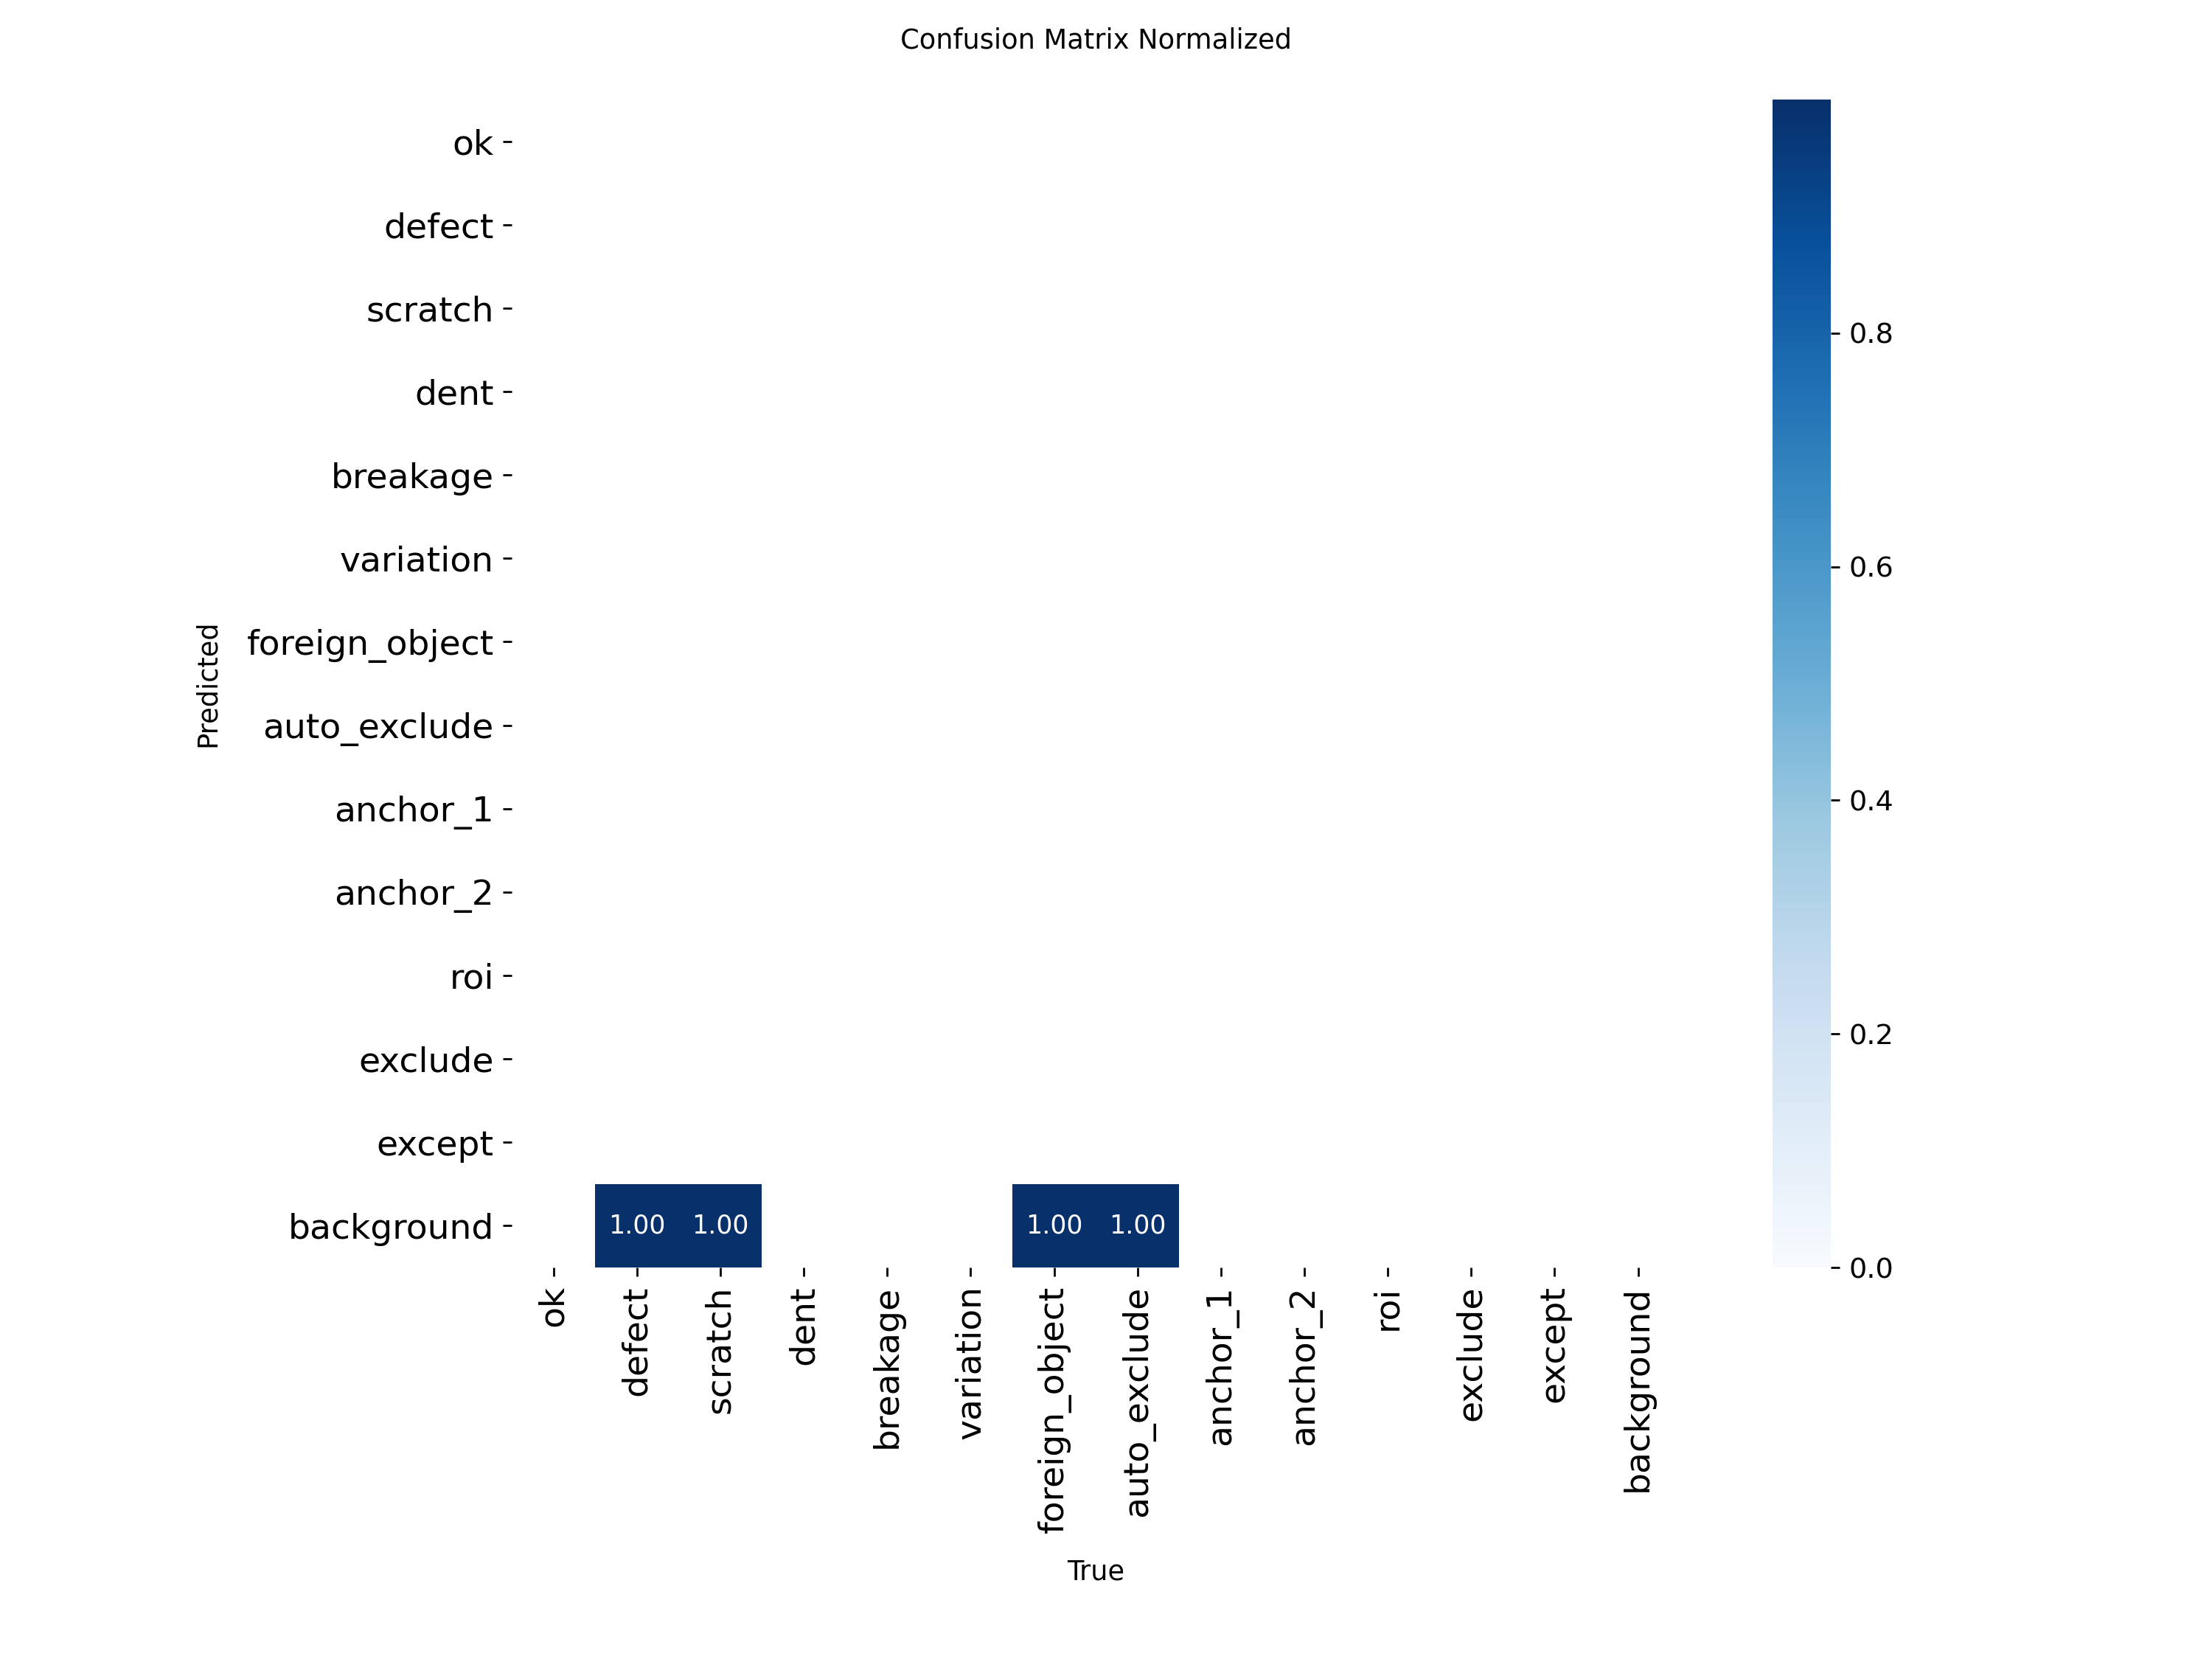 Confusion Matrix Normalized
ok
defect
scratch
dent
breakage
variation
foreign_object
auto_exclude
anchor_1
anchor_2
roi
exclude
except
background
Predicted
1.00 1.00 1.00 1.00
ok
defect
scratch
dent
breakage
variation
foreign_object
auto_exclude
anchor_1
anchor_2
roi
exclude
except
background
True
0.8
0.6
0.4
0.2
0.0